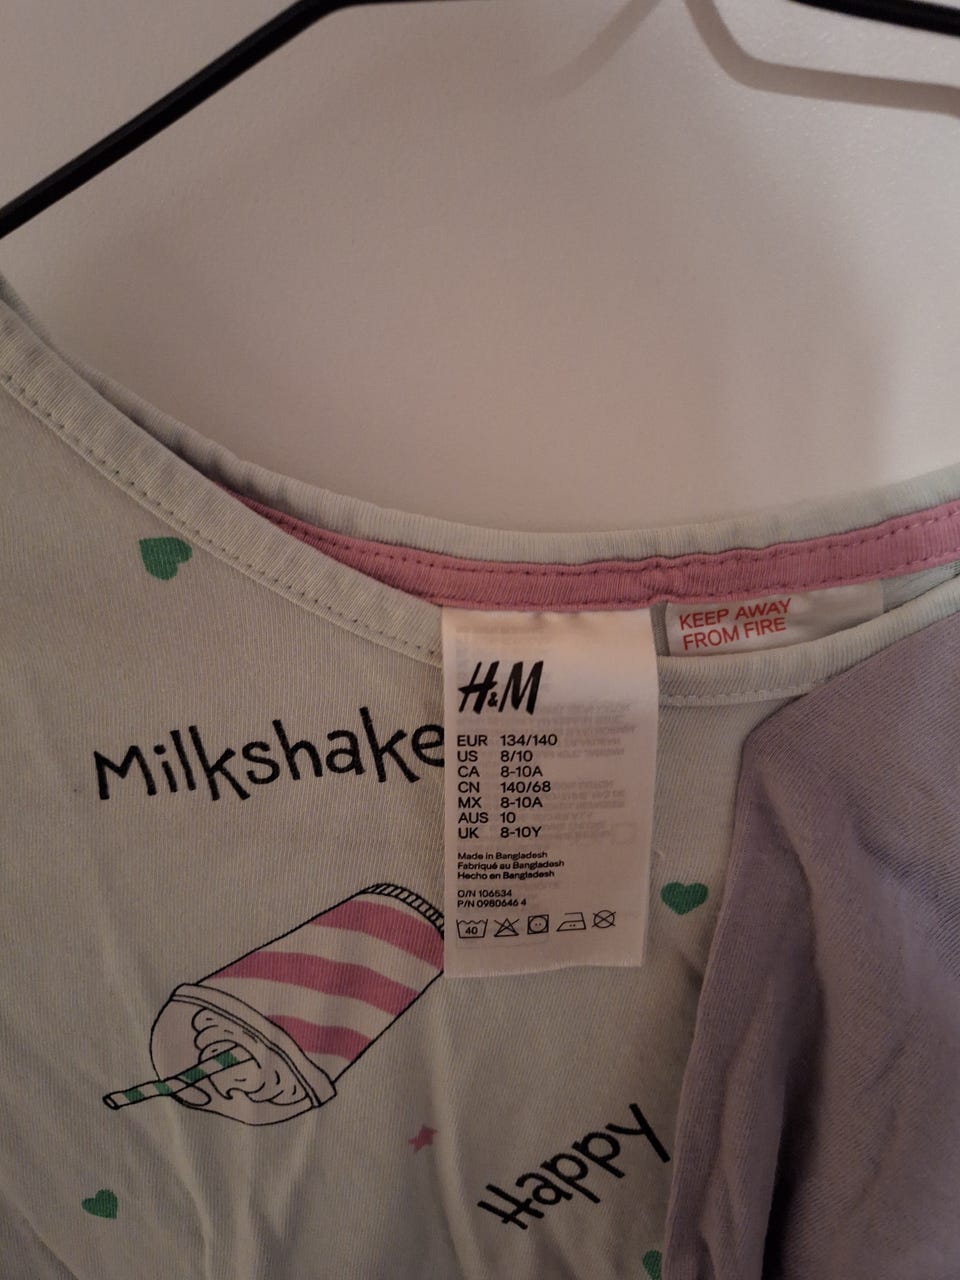 KEEP AWAY
FROM FIRE
H&M
EUR 134/140
US 8/10
CA 8-10A
CN 140/68
MX 8-10A
AUS 10
UK 8-10Y
Made in Bangladesh
Fabriqué au Bangladesh
Hecho en Bangladesh
O/N 106534
P/N 0980646 4
40
Milkshake
Happy